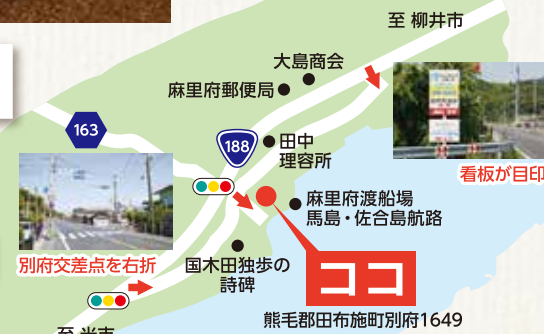 至 柳井市
大島商会
麻里府郵便局
163
188
田中
理容所
看板が目印
麻里府渡船場
馬島・佐合島航路
別府交差点を右折
国木田独歩の
詩碑
ココ
熊毛郡田布施町別府1649
至 光市